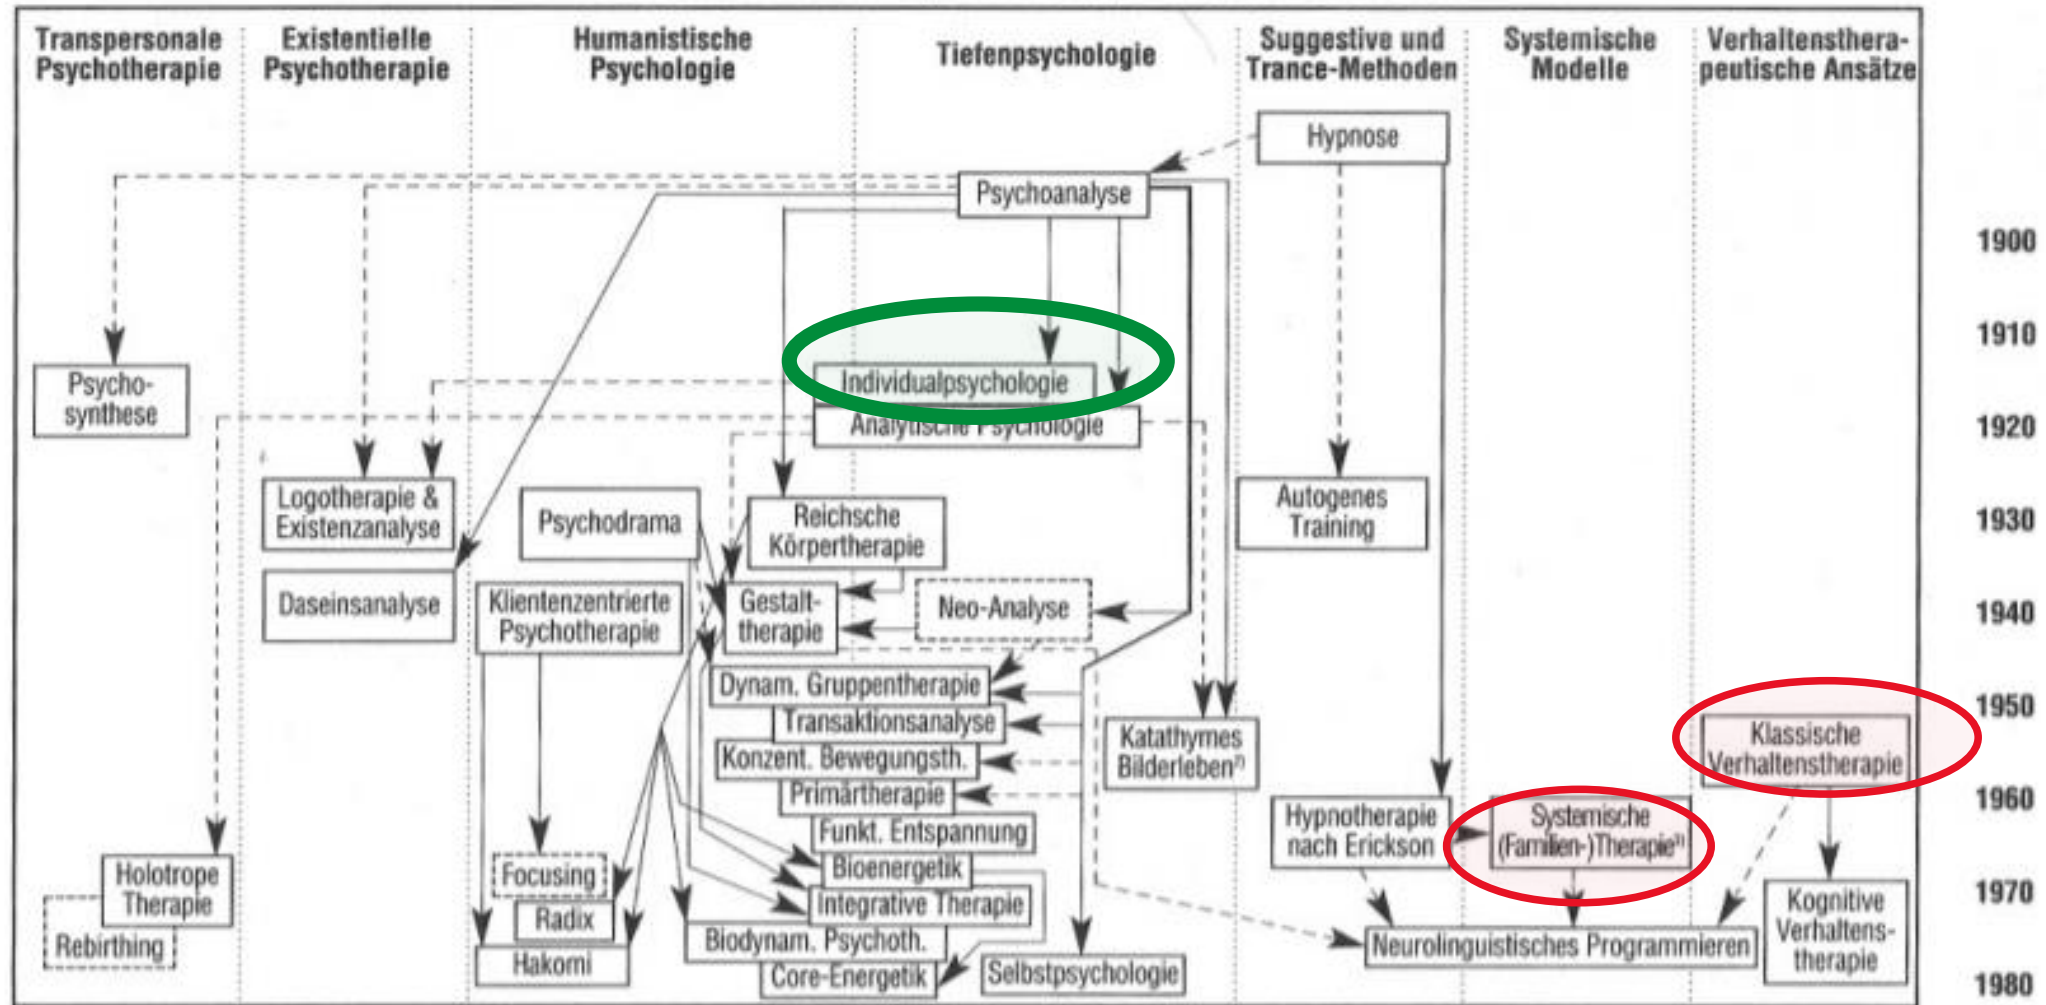 Transpersonale
Psychotherapie
Existentielle
Psychotherapie
Humanistische
Psychologie
Tiefenpsychologie
Suggestive und
Trance-Methoden
Systemische
Modelle
Verhaltensthera-
peutische Ansätze
Hypnose
Psychoanalyse
1900
1910
Psycho-
synthese
Individualpsychologie
Analytische Psychologie
1920
Logotherapie &
Existenzanalyse
Psychodrama
Reichsche
Körpertherapie
Autogenes
Training
1930
Daseinsanalyse
Klientenzentrierte
Psychotherapie
Gestalt-
therapie
Neo-Analyse
1940
Dynam. Gruppentherapie
Transaktionsanalyse
Konzent. Bewegungsth.
Primärtherapie
Katathymes
Bilderleben²⁾
1950
Klassische
Verhaltenstherapie
1960
Funkt. Entspannung
Hypnotherapie
nach Erickson
Systemische
(Familien-)Therapie³⁾
Holotrope
Therapie
Rebirthing
Focusing
Radix
Hakomi
Bioenergetik
Integrative Therapie
Biodynam. Psychoth.
Core-Energetik
Selbstpsychologie
Neurolinguistisches Programmieren
Kognitive
Verhaltens-
therapie
1970
1980